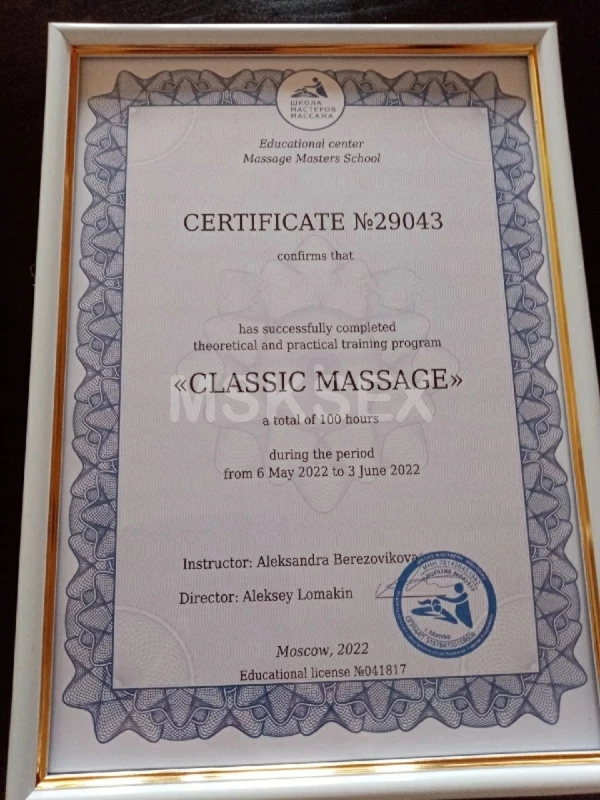 ШКОЛА
МАСТЕРОВ
МАССАЖА
Educational center
Massage Masters School
CERTIFICATE №29043
confirms that
has successfully completed
theoretical and practical training program
«CLASSIC MASSAGE»
MSKSEX
a total of 100 hours
during the period
from 6 May 2022 to 3 June 2022
Instructor: Aleksandra Berezovikova
Director: Aleksey Lomakin
г. Москва
Moscow, 2022
Educational license №041817